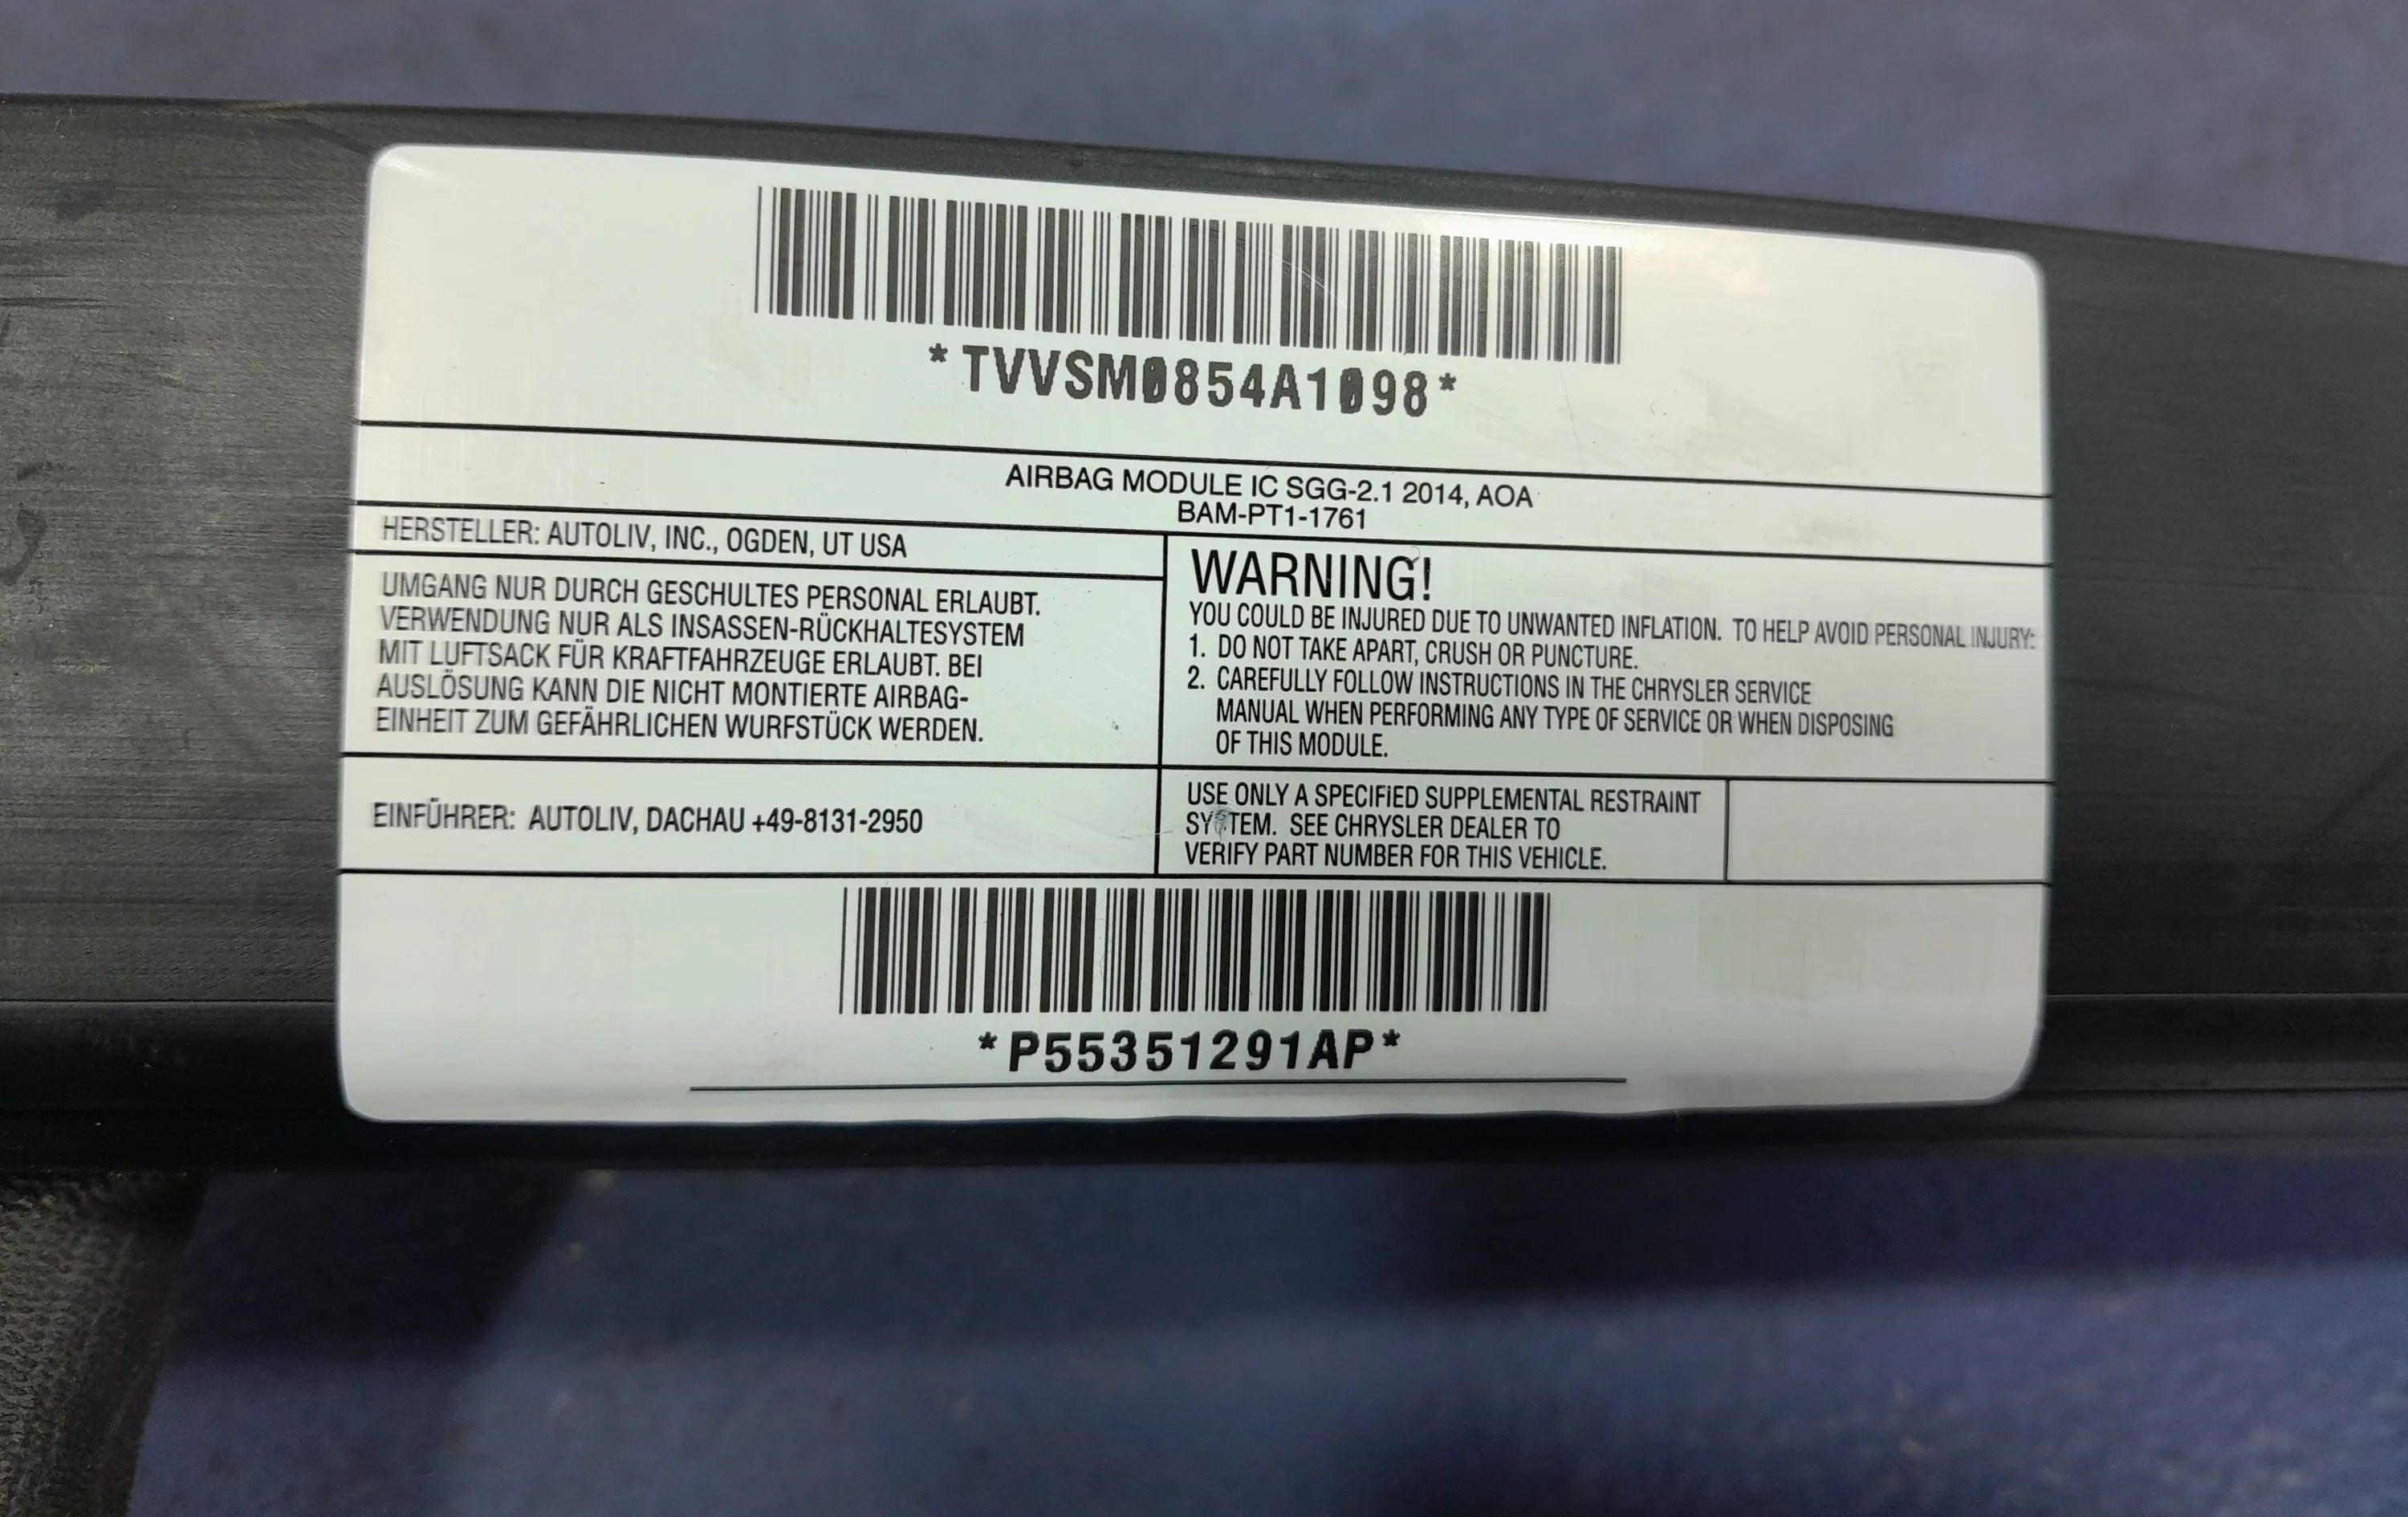 *TVVSM0854A1098*
AIRBAG MODULE IC SGG-2.1 2014, AOA
BAM-PT1-1761
HERSTELLER: AUTOLIV, INC., OGDEN, UT USA
UMGANG NUR DURCH GESCHULTES PERSONAL ERLAUBT.
VERWENDUNG NUR ALS INSASSEN-RÜCKHALTESYSTEM
MIT LUFTSACK FÜR KRAFTFAHRZEUGE ERLAUBT. BEI
AUSLÖSUNG KANN DIE NICHT MONTIERTE AIRBAG-
EINHEIT ZUM GEFÄHRLICHEN WURFSTÜCK WERDEN.
WARNING!
YOU COULD BE INJURED DUE TO UNWANTED INFLATION. TO HELP AVOID PERSONAL INJURY:
1. DO NOT TAKE APART, CRUSH OR PUNCTURE.
2. CAREFULLY FOLLOW INSTRUCTIONS IN THE CHRYSLER SERVICE
MANUAL WHEN PERFORMING ANY TYPE OF SERVICE OR WHEN DISPOSING
OF THIS MODULE.
EINFÜHRER: AUTOLIV, DACHAU +49-8131-2950
USE ONLY A SPECIFIED SUPPLEMENTAL RESTRAINT
SYSTEM. SEE CHRYSLER DEALER TO
VERIFY PART NUMBER FOR THIS VEHICLE.
*P55351291AP*